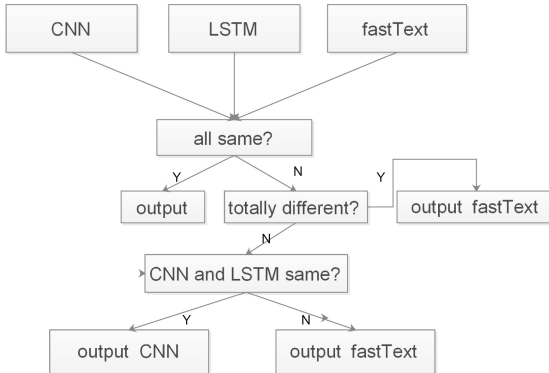 CNN
LSTM
fastText
all same?
Y
N
Y
output
totally different?
output fastText
N
CNN and LSTM same?
Y
N
output CNN
output fastText